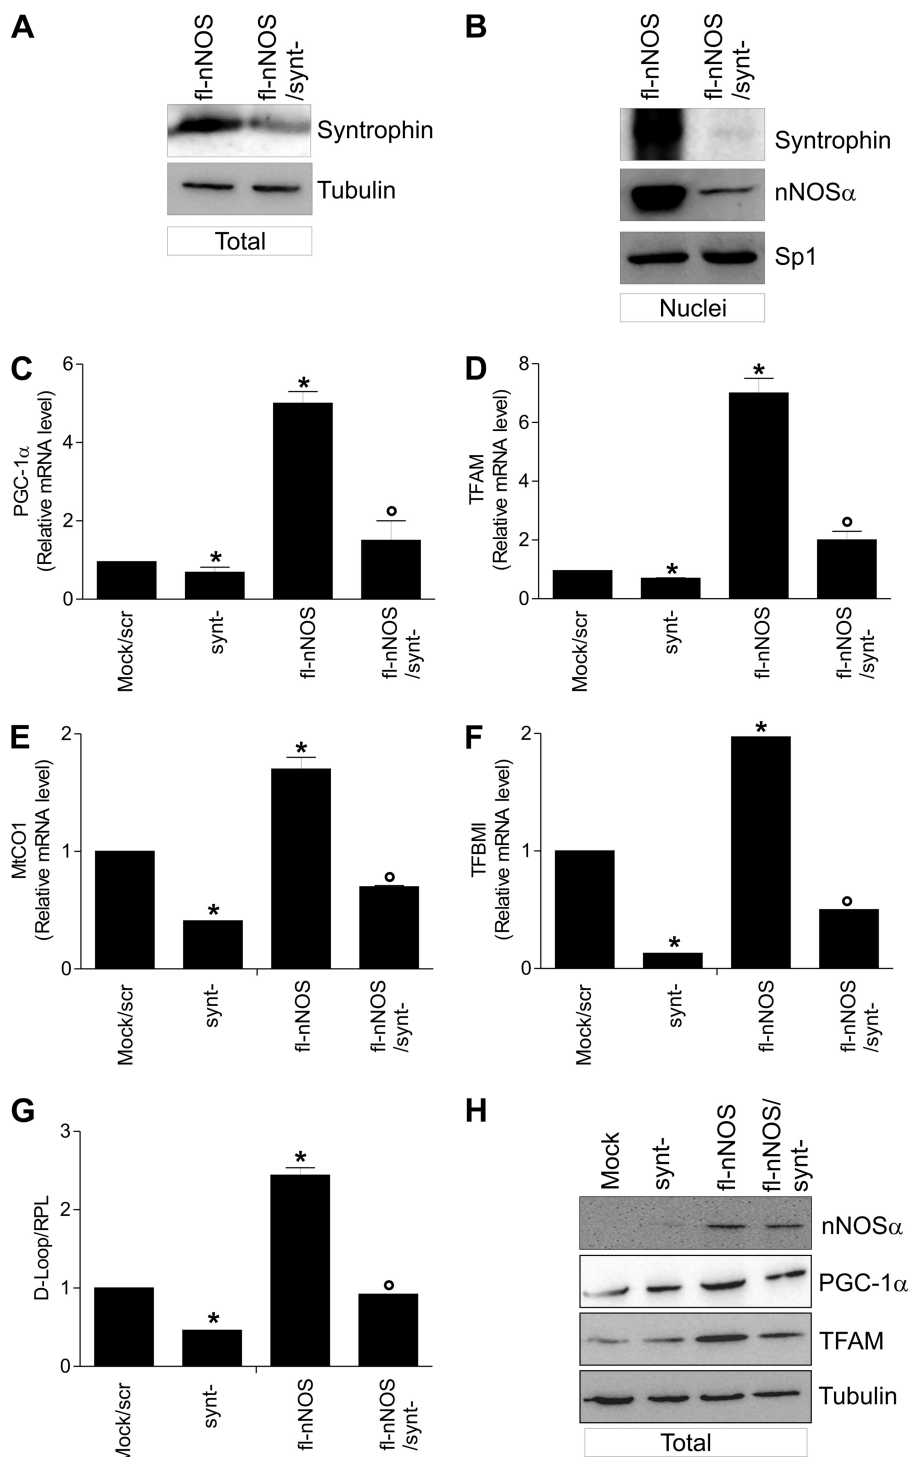 A
fl-nNOS
fl-nNOS
/synt-
Syntrophin
Tubulin
Total
B
fl-nNOS
fl-nNOS
/synt-
Syntrophin
nNOSα
Sp1
Nuclei
C
PGC-1α
(Relative mRNA level)
6
4
2
0
*
*
Mock/scr
synt-
fl-nNOS
fl-nNOS
/synt-
D
TFAM
(Relative mRNA level)
8
6
4
2
0
*
*
Mock/scr
synt-
fl-nNOS
fl-nNOS
/synt-
E
MtCO1
(Relative mRNA level)
2
1
0
*
*
Mock/scr
synt-
fl-nNOS
fl-nNOS
/synt-
F
TFBMI
(Relative mRNA level)
2
1
0
*
*
Mock/scr
synt-
fl-nNOS
fl-nNOS
/synt-
G
D-Loop/RPL
3
2
1
0
*
*
Mock/scr
synt-
fl-nNOS
fl-nNOS
/synt-
H
Mock
synt-
fl-nNOS
fl-nNOS/
synt-
nNOSα
PGC-1α
TFAM
Tubulin
Total